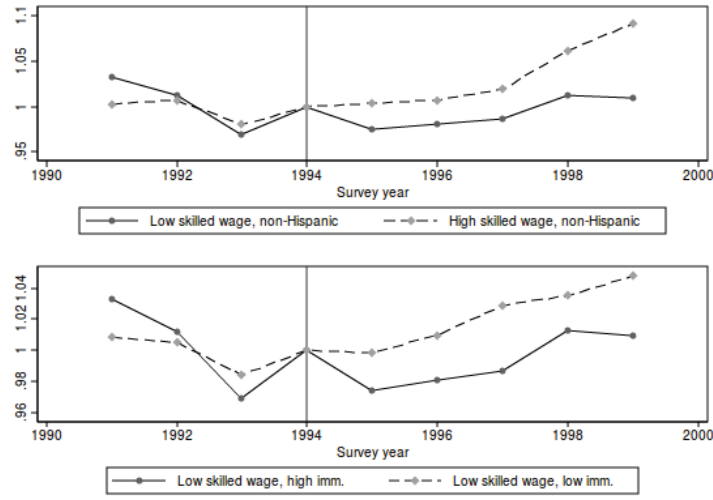 1.1
1.05
1
.95
1990 1992 1994 1996 1998 2000
Survey year
Low skilled wage, non-Hispanic High skilled wage, non-Hispanic
1.04
1.02
1
.98
.96
1990 1992 1994 1996 1998 2000
Survey year
Low skilled wage, high imm. Low skilled wage, low imm.